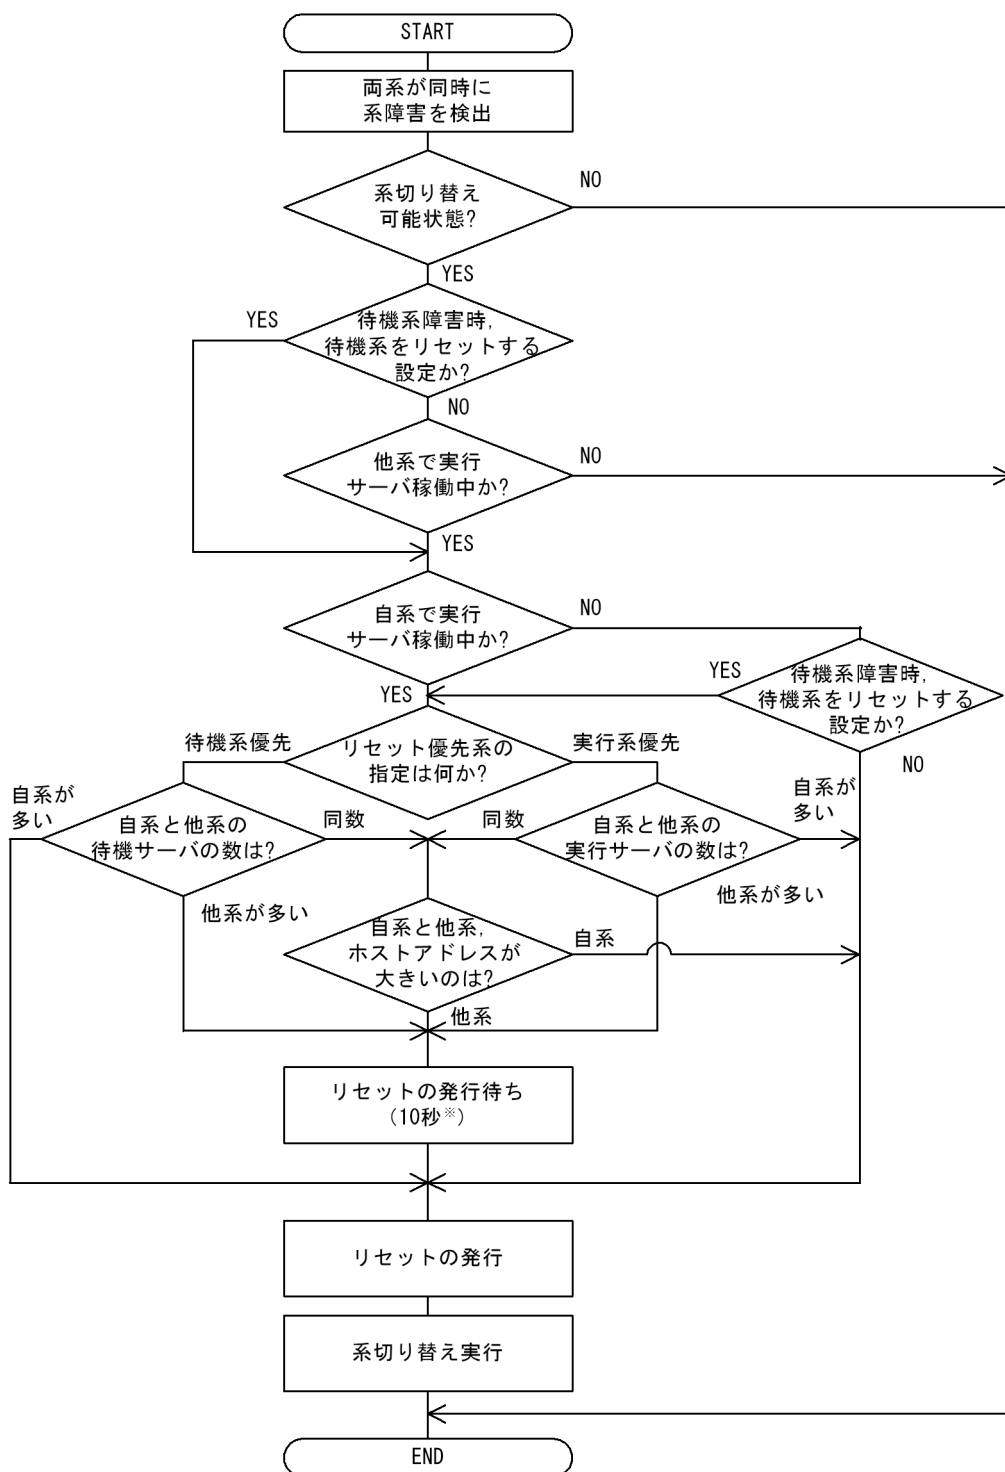 START
両系が同時に
系障害を検出
系切り替え
可能状態?
NO
YES
待機系障害時,
待機系をリセットする
設定か?
YES
NO
他系で実行
サーバ稼働中か?
NO
YES
自系で実行
サーバ稼働中か?
NO
YES
待機系障害時,
待機系をリセットする
設定か?
YES
NO
リセット優先系の
指定は何か?
待機系優先
実行系優先
自系が
多い
自系と他系の
待機サーバの数は?
同数
同数
自系と他系の
実行サーバの数は?
自系が
多い
他系が多い
他系が多い
自系と他系,
ホストアドレスが
大きいのは?
自系
他系
リセットの発行待ち
(10秒※)
リセットの発行
系切り替え実行
END